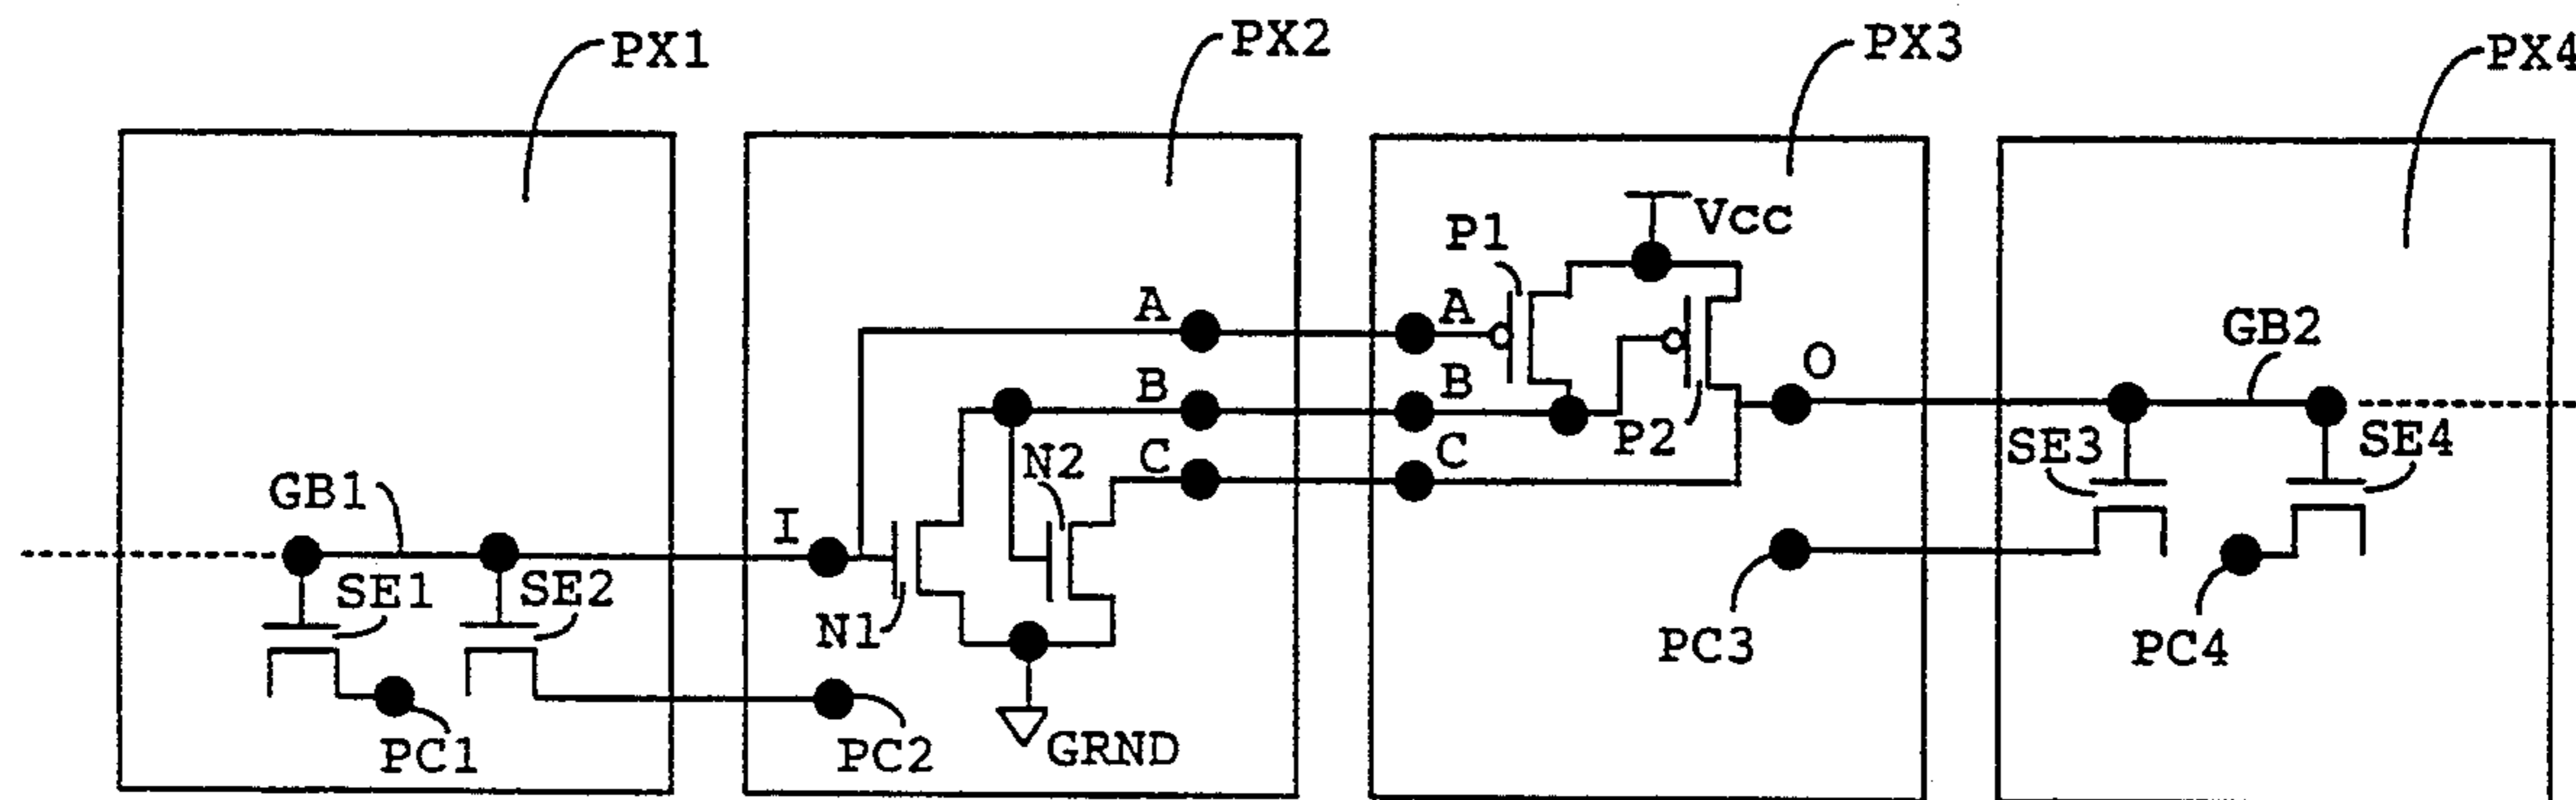 PX1
PX2
PX3
PX4
Vcc
P1
A
A
O
GB2
B
B
P2
SE3
SE4
C
C
N2
GB1
I
SE1
SE2
N1
PC3
PC4
PC1
PC2
GRND